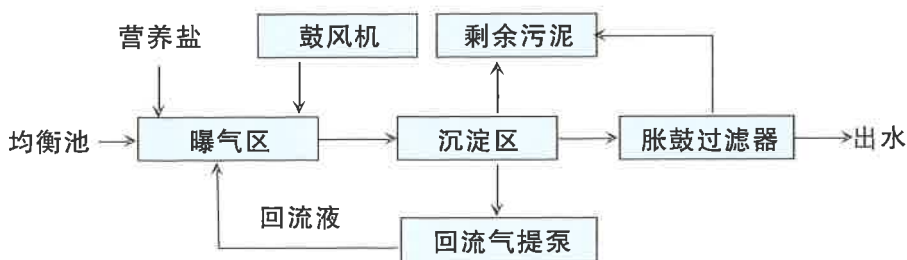 营养盐
鼓风机
剩余污泥
均衡池
曝气区
沉淀区
胀鼓过滤器
出水
回流液
回流气提泵